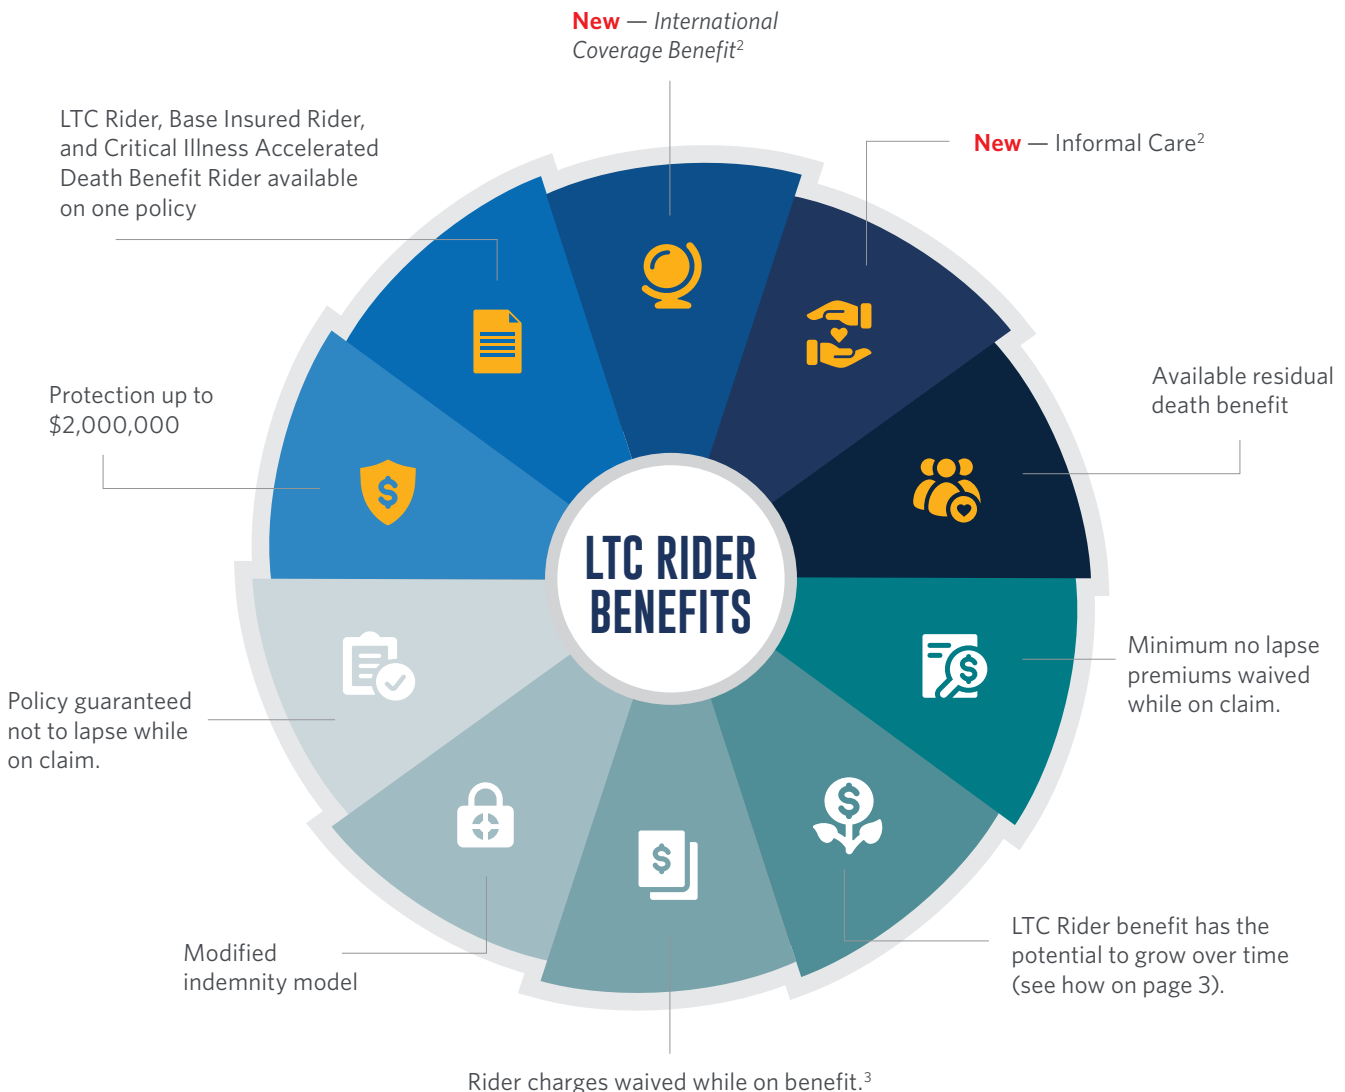 New — International
Coverage Benefit²
LTC Rider, Base Insured Rider,
and Critical Illness Accelerated
Death Benefit Rider available
on one policy
New — Informal Care²
Available residual
death benefit
Protection up to
$2,000,000
LTC RIDER
BENEFITS
Minimum no lapse
premiums waived
while on claim.
Policy guaranteed
not to lapse while
on claim.
LTC Rider benefit has the
potential to grow over time
(see how on page 3).
Modified
indemnity model
Rider charges waived while on benefit.³